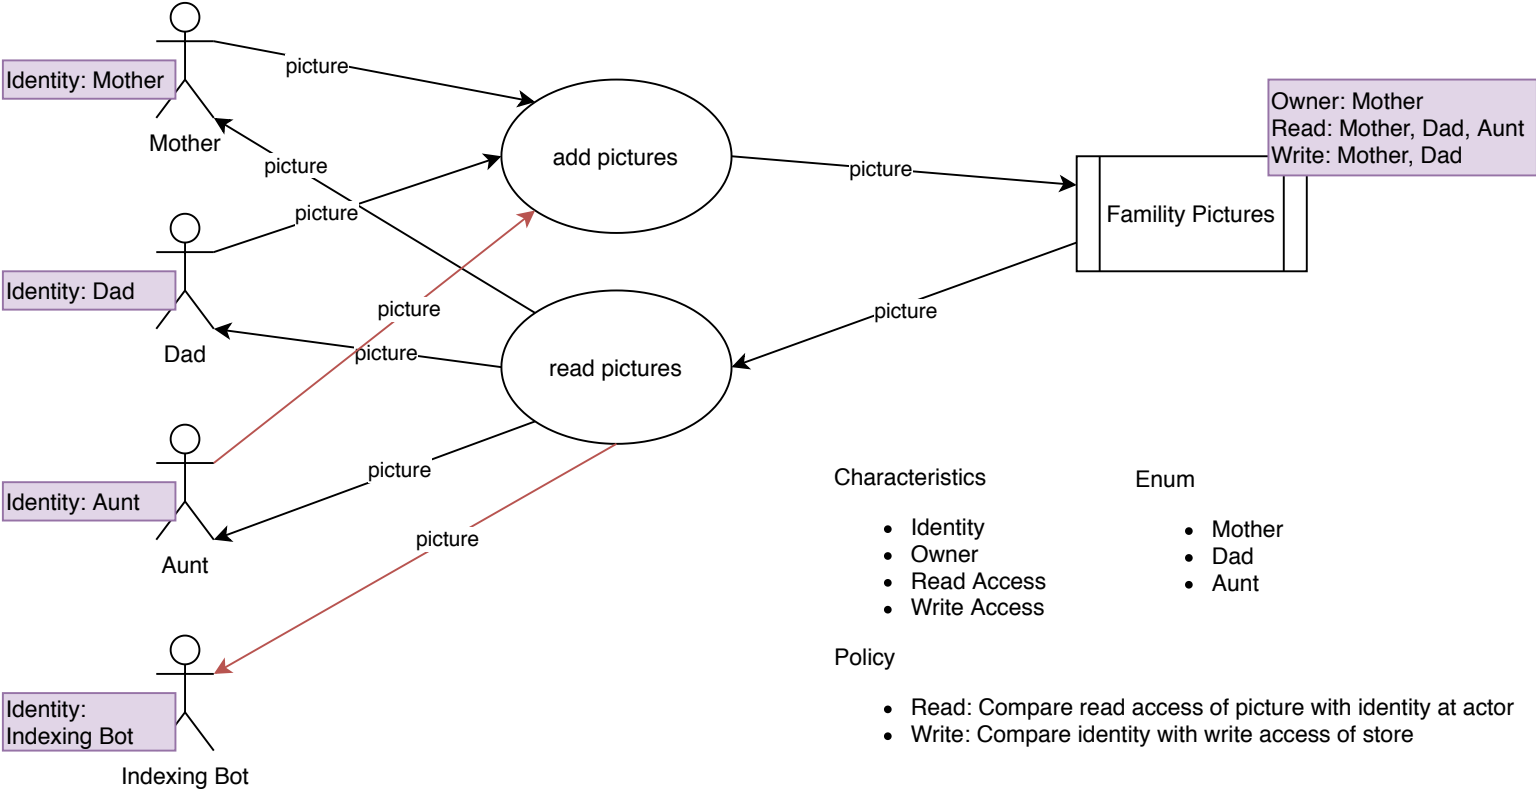 Identity: Mother
Mother
picture
picture
add pictures
picture
Owner: Mother
Read: Mother, Dad, Aunt
Write: Mother, Dad
Famility Pictures
picture
Identity: Dad
Dad
picture
picture
read pictures
picture
Identity: Aunt
Aunt
picture
picture
Identity:
Indexing Bot
Indexing Bot
Characteristics
Identity
Owner
Read Access
Write Access
Enum
Mother
Dad
Aunt
Policy
Read: Compare read access of picture with identity at actor
Write: Compare identity with write access of store